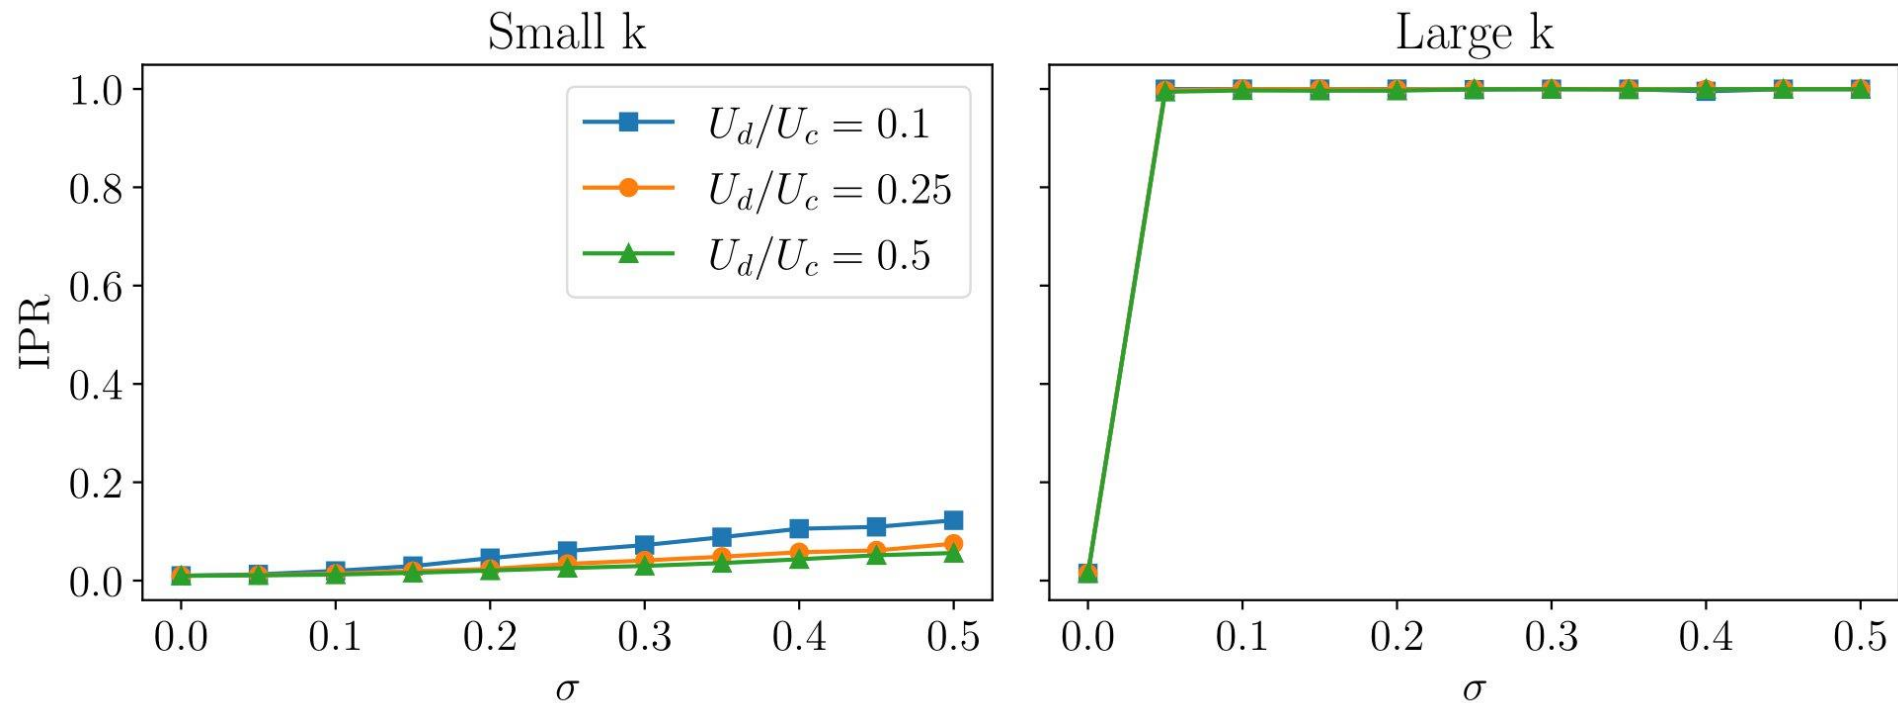 Small k
Large k
IPR
1.0
0.8
0.6
0.4
0.2
0.0
U_d/U_c = 0.1
U_d/U_c = 0.25
U_d/U_c = 0.5
0.0 0.1 0.2 0.3 0.4 0.5
σ
0.0 0.1 0.2 0.3 0.4 0.5
σ